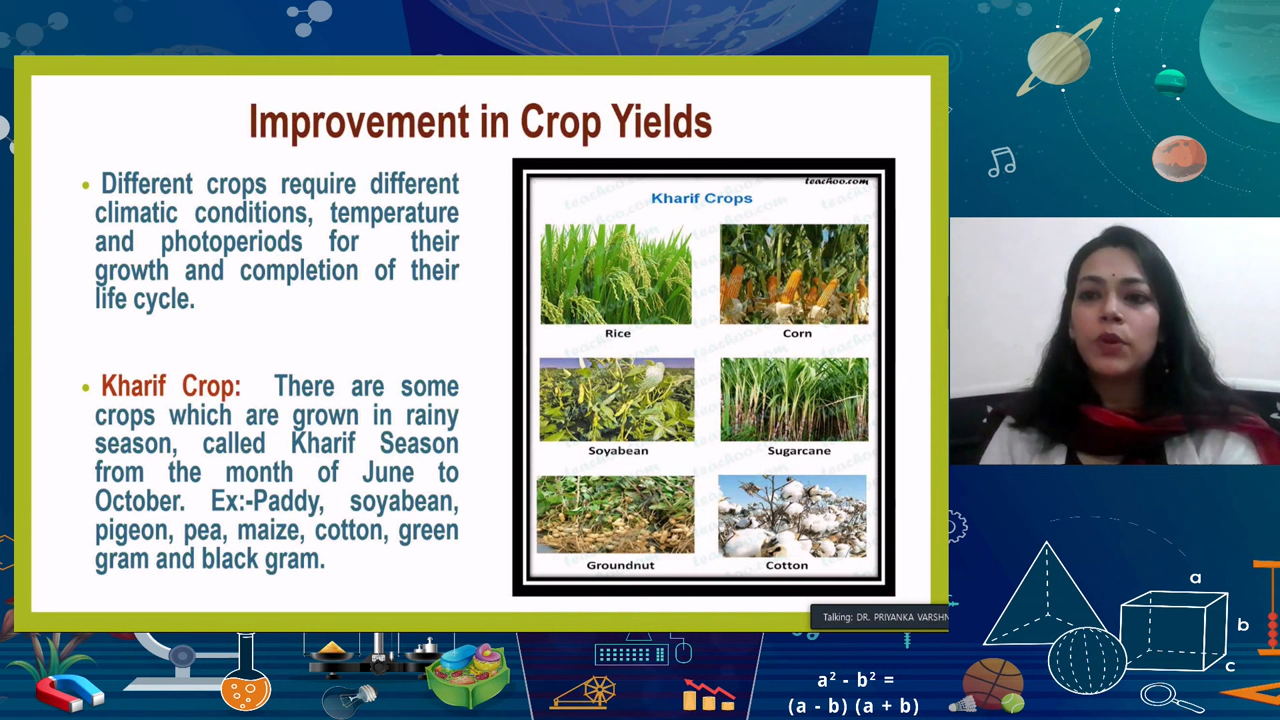 Improvement in Crop Yields
• Different crops require different
climatic conditions, temperature
and photoperiods for their
growth and completion of their
life cycle.
• Kharif Crop: There are some
crops which are grown in rainy
season, called Kharif Season
from the month of June to
October. Ex:-Paddy, soyabean,
pigeon, pea, maize, cotton, green
gram and black gram.
teachoo.com
Kharif Crops
Rice
Corn
Soyabean
Sugarcane
Groundnut
Cotton
Talking: DR. PRIYANKA VARSHN
a
b
c
a² - b² =
(a - b) (a + b)